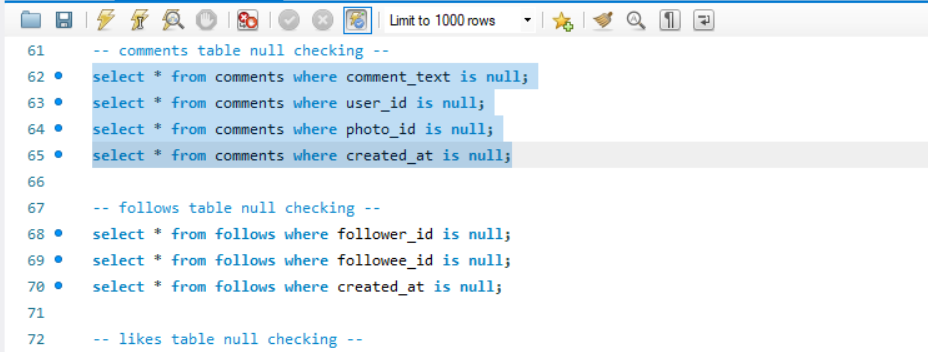 Limit to 1000 rows
61 -- comments table null checking --
62 select * from comments where comment_text is null;
63 select * from comments where user_id is null;
64 select * from comments where photo_id is null;
65 select * from comments where created_at is null;
66
67 -- follows table null checking --
68 select * from follows where follower_id is null;
69 select * from follows where followee_id is null;
70 select * from follows where created_at is null;
71
72 -- likes table null checking --